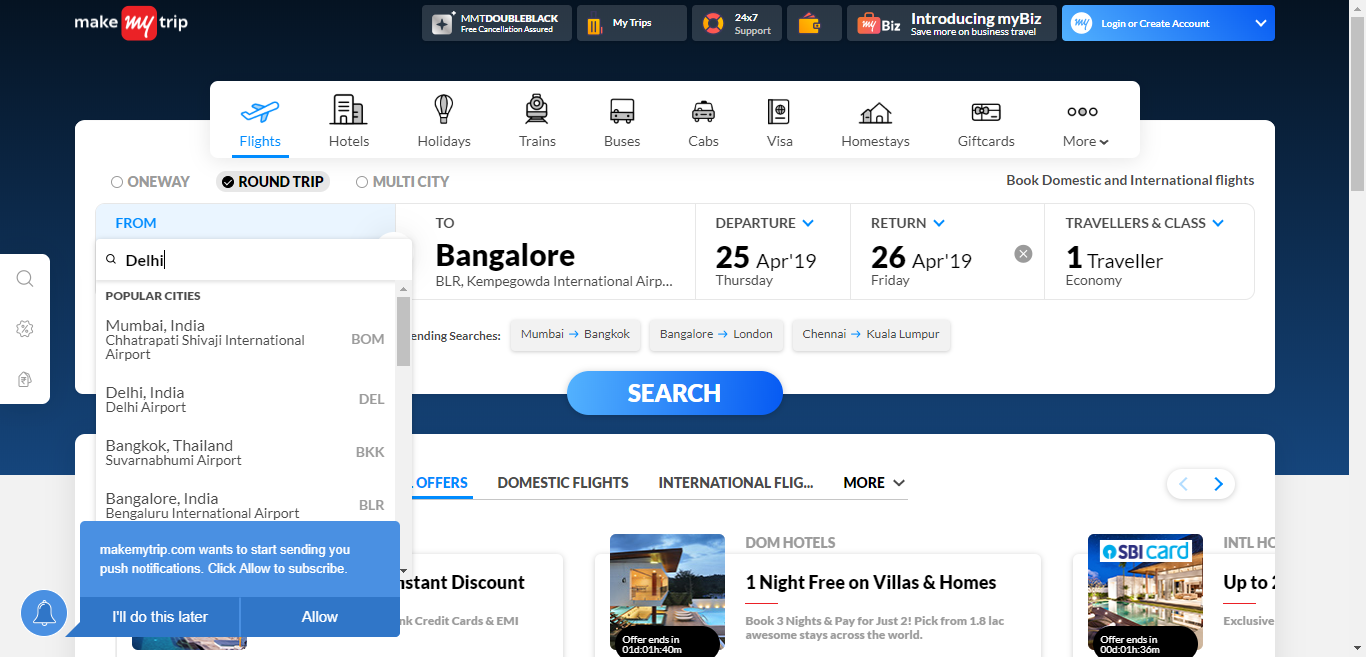 make my trip
MMTDOUBLEBLACK
Free Cancellation Assured
My Trips
24x7
Support
my Biz
Introducing myBiz
Save more on business travel
my
Login or Create Account
Flights
Hotels
Holidays
Trains
Buses
Cabs
Visa
Homestays
Giftcards
More
ONEWAY
ROUND TRIP
MULTI CITY
Book Domestic and International flights
FROM
Delhi
TO
Bangalore
BLR, Kempegowda International Airp...
DEPARTURE
25 Apr'19
Thursday
RETURN
26 Apr'19
Friday
TRAVELLERS & CLASS
1 Traveller
Economy
POPULAR CITIES
Mumbai, India
Chhatrapati Shivaji International
Airport
BOM
Delhi, India
Delhi Airport
DEL
Bangkok, Thailand
Suvarnabhumi Airport
BKK
Bangalore, India
Bengaluru International Airport
BLR
ending Searches:
Mumbai → Bangkok
Bangalore → London
Chennai → Kuala Lumpur
SEARCH
OFFERS
DOMESTIC FLIGHTS
INTERNATIONAL FLIG...
MORE
makemytrip.com wants to start sending you
push notifications. Click Allow to subscribe.
I'll do this later
Allow
nstant Discount
nk Credit Cards & EMI
DOM HOTELS
1 Night Free on Villas & Homes
Book 3 Nights & Pay for Just 2! Pick from 1.8 lac
awesome stays across the world.
Offer ends in
01d:01h:40m
SBI card
Offer ends in
00d:01h:36m
INTL HO
Up to 2
Exclusive